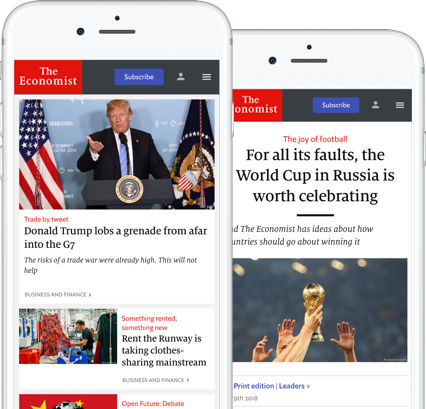 The
Economist
Subscribe
CHARLEVOIX
Trade by tweet
Donald Trump lobs a grenade from afar
into the G7
The risks of a trade war were already high. This will not
help
BUSINESS AND FINANCE ›
Something rented,
something new
Rent the Runway is
taking clothes-
sharing mainstream
BUSINESS AND FINANCE ›
Open Future: Debate
The
onomist
Subscribe
The joy of football
For all its faults, the
World Cup in Russia is
worth celebrating
d The Economist has ideas about how
untries should go about winning it
Print edition | Leaders ›
9th 2018